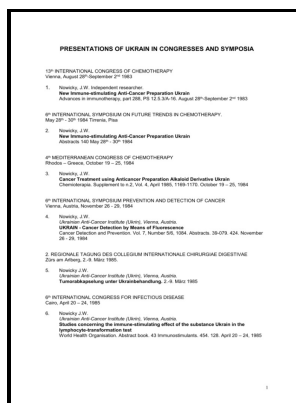 PRESENTATIONS OF UKRAIN IN CONGRESSES AND SYMPOSIA
13th INTERNATIONAL CONGRESS OF CHEMOTHERAPY
Vienna, August 28th-September 2nd 1983
1. Nowicky, J.W. Independent researcher
New Immune-stimulating Anti-Cancer Preparation Ukrain
Advances in immunotherapy, part 288, PS 12.5.3/A-16. August 28th-September 2nd 1983
8th INTERNATIONAL SYMPOSIUM ON FUTURE TRENDS IN CHEMOTHERAPY.
May 28th - 30th 1984 Tirrenia, Pisa
2. Nowicky, J.W.
New Immuno-stimulating Anti-Cancer Preparation Ukrain
Abstracts 140 May 28th - 30th 1984
4th MEDITERRANEAN CONGRESS OF CHEMOTHERAPY
Rhodos – Greece, October 19 – 25, 1984
3. Nowicky, J.W.
Cancer Treatment using Anticancer Preparation Alkaloid Derivative Ukrain
Chemioterapia. Supplement to n.2, Vol. 4, April 1985, 1169-1170. October 19 – 25, 1984
6th INTERNATIONAL SYMPOSIUM PREVENTION AND DETECTION OF CANCER
Vienna, Austria, November 26 - 29, 1984
4. Nowicky, J.W.
Ukrainian Anti-Cancer Institute (Ukrin), Vienna, Austria.
UKRAIN - Cancer Detection by Means of Fluorescence
Cancer Detection and Prevention. Vol. 7, Number 5/6, 1084. Abstracts. 39-079. 424, November
26 - 29, 1984
2. REGIONALE TAGUNG DES COLLEGIUM INTERNATIONALE CHIRURGIAE DIGESTIVAE
Zürs am Arlberg, 2.-9. März 1985
5. Nowicky, J.W.
Ukrainian Anti-Cancer Institute (Ukrin), Vienna, Austria.
Tumorabkapselung unter Ukrainbehandlung. 2.-9. März 1985
6th INTERNATIONAL CONGRESS FOR INFECTIOUS DISEASE
Cairo, April 20 – 24, 1985
6. Nowicky, J.W.
Ukrainian Anti-Cancer Institute (Ukrin), Vienna, Austria.
Studies concerning the immune-stimulating effect of the substance Ukrain in the
lymphocyte-transformation test
World Health Organisation. Abstract book. 43 Immunostimulants. 454. 128. April 20 – 24, 1985
1